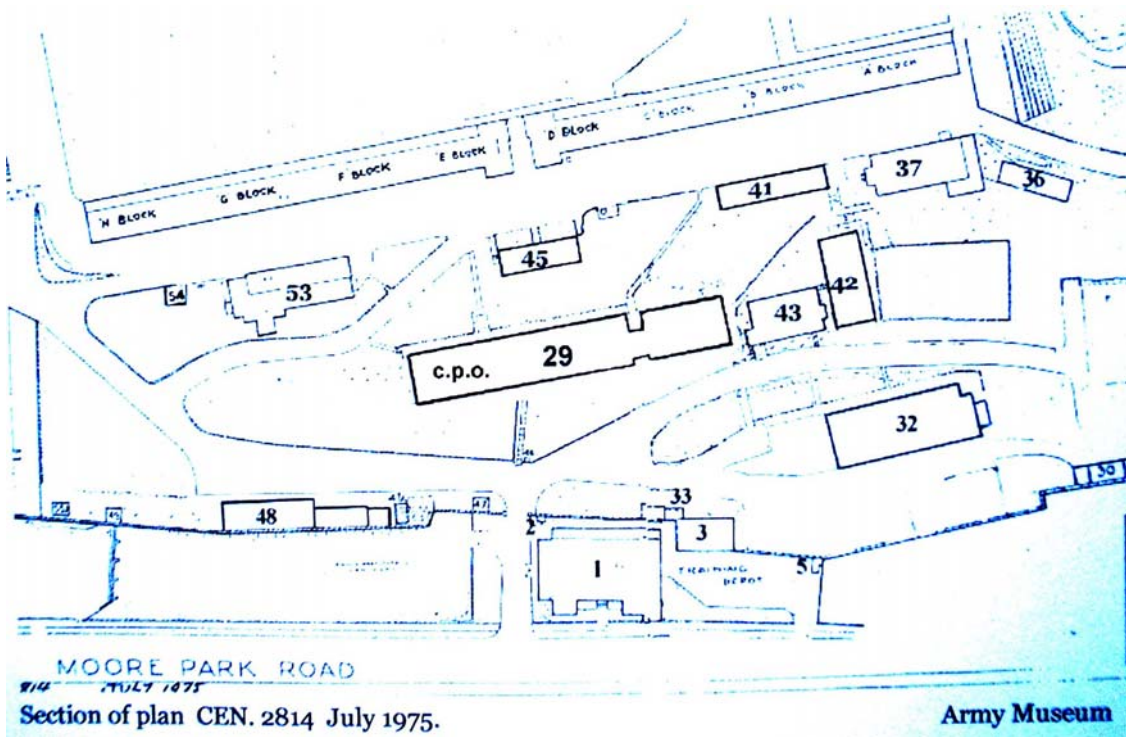 A BLOCK
B BLOCK
C BLOCK
D BLOCK
E BLOCK
F BLOCK
G BLOCK
H BLOCK
37
36
41
42
45
43
53
54
29
c.p.o.
32
30
33
48
47
2
3
1
5
TRAINING
DEPOT
MOORE PARK ROAD
JULY 1975
Section of plan CEN. 2814 July 1975.
Army Museum